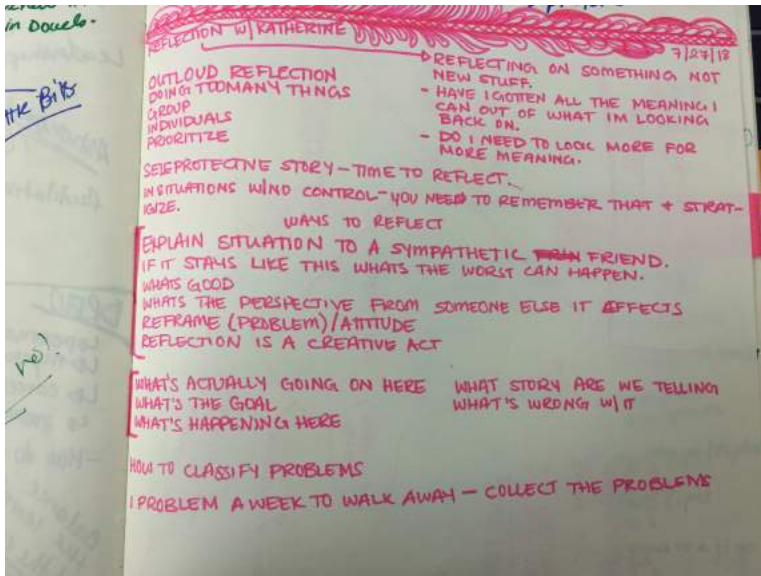 in Douels.
REFLECTION W/ KATHERINE
7/27/18
OUTLOUD REFLECTION
DOING TOO MANY THNGS
GROUP
INDIVIDUALS
PRIORITIZE
REFLECTING ON SOMETHING NOT
NEW STUFF.
- HAVE I GOTTEN ALL THE MEANING I
CAN OUT OF WHAT IM LOOKING
BACK ON.
- DO I NEED TO LOOK MORE FOR
MORE MEANING.
SELF PROTECTIVE STORY - TIME TO REFLECT.
IN SITUATIONS W/NO CONTROL - YOU NEED TO REMEMBER THAT + STRAT-
IGIZE.
WAYS TO REFLECT
EXPLAIN SITUATION TO A SYMPATHETIC FRIEND.
IF IT STAYS LIKE THIS WHATS THE WORST CAN HAPPEN.
WHATS GOOD
WHATS THE PERSPECTIVE FROM SOMEONE ELSE IT AFFECTS
REFRAME (PROBLEM)/ATTITUDE
REFLECTION IS A CREATIVE ACT
WHAT'S ACTUALLY GOING ON HERE WHAT STORY ARE WE TELLING
WHAT'S THE GOAL WHAT'S WRONG W/ IT
WHAT'S HAPPENING HERE
HOW TO CLASSIFY PROBLEMS
1 PROBLEM A WEEK TO WALK AWAY - COLLECT THE PROBLEMS